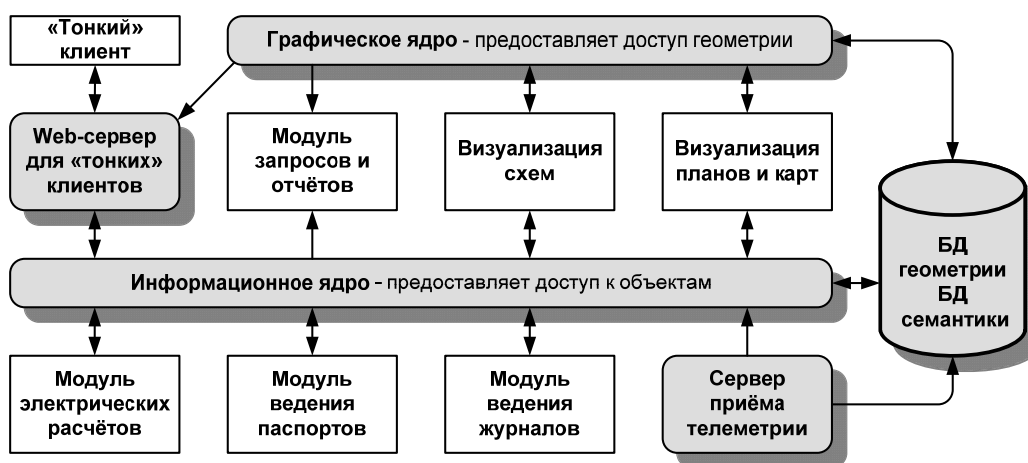 «Тонкий»
клиент
Графическое ядро - предоставляет доступ геометрии
Web-сервер
для «тонких»
клиентов
Модуль
запросов и
отчётов
Визуализация
схем
Визуализация
планов и карт
БД
геометрии
БД
семантики
Информационное ядро - предоставляет доступ к объектам
Модуль
электрических
расчётов
Модуль
ведения
паспортов
Модуль
ведения
журналов
Сервер
приёма
телеметрии